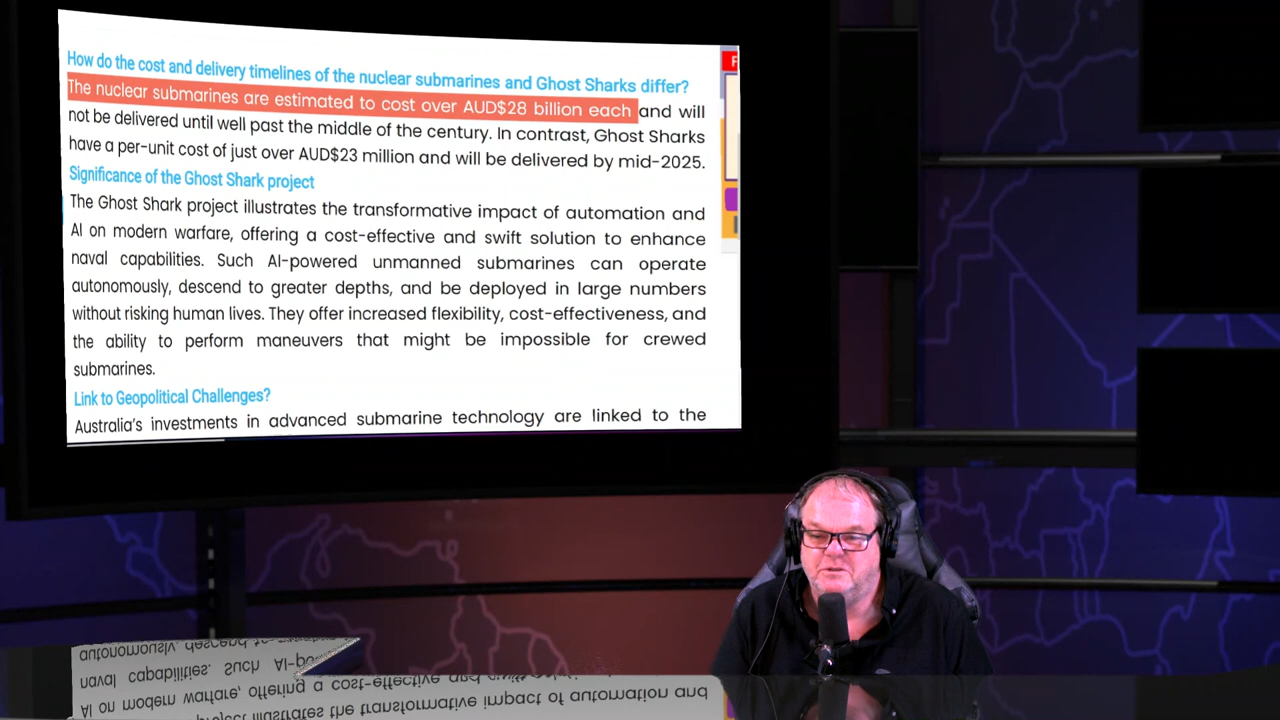 How do the cost and delivery timelines of the nuclear submarines and Ghost Sharks differ?
The nuclear submarines are estimated to cost over AUD$28 billion each and will
not be delivered until well past the middle of the century. In contrast, Ghost Sharks
have a per-unit cost of just over AUD$23 million and will be delivered by mid-2025.
Significance of the Ghost Shark project
The Ghost Shark project illustrates the transformative impact of automation and
AI on modern warfare, offering a cost-effective and swift solution to enhance
naval capabilities. Such AI-powered unmanned submarines can operate
autonomously, descend to greater depths, and be deployed in large numbers
without risking human lives. They offer increased flexibility, cost-effectiveness, and
the ability to perform maneuvers that might be impossible for crewed
submarines.
Link to Geopolitical Challenges?
Australia's investments in advanced submarine technology are linked to the